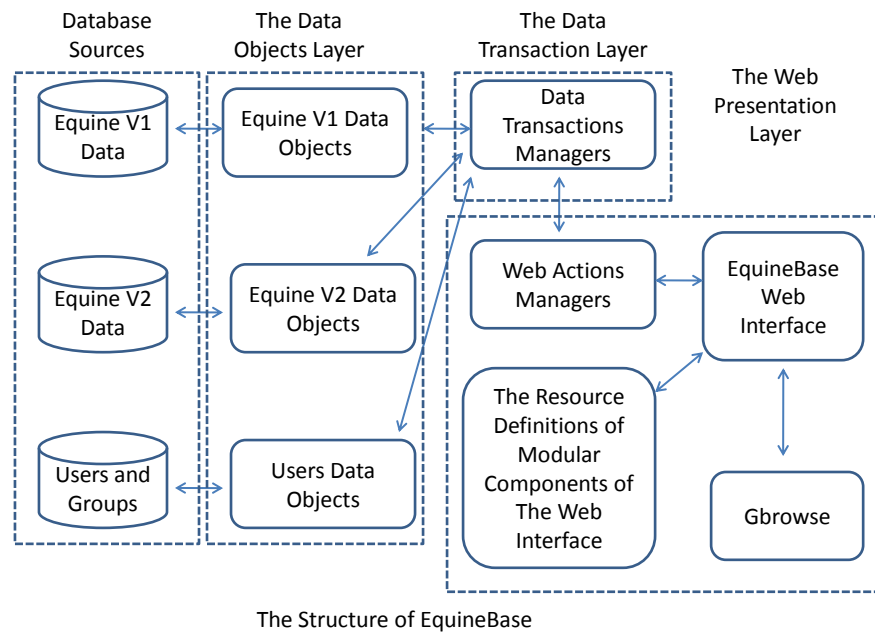 Database
Sources
The Data
Objects Layer
The Data
Transaction Layer
The Web
Presentation
Layer
Equine V1
Data
Equine V1 Data
Objects
Data
Transactions
Managers
Equine V2
Data
Equine V2 Data
Objects
Web Actions
Managers
EquineBase
Web
Interface
Users and
Groups
Users Data
Objects
The Resource
Definitions of
Modular
Components of
The Web
Interface
Gbrowse
The Structure of EquineBase